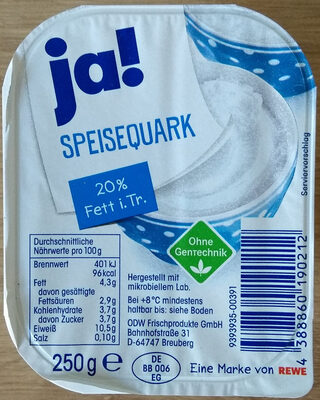 ja!
SPEISEQUARK
20%
Fett i.Tr.
Serviervorschlag
Ohne
Gentechnik
Durchschnittliche
Nährwerte pro 100g
Brennwert 401 kJ
96kcal
Fett 4,3g
davon gesättigte
Fettsäuren 2,9g
Kohlenhydrate 3,7g
davon Zucker 3,7g
Eiweiß 10,5g
Salz 0,10g
Hergestellt mit
mikrobiellem Lab.
Bei +8°C mindestens
haltbar bis: siehe Boden
ODW Frischprodukte GmbH
Bahnhofstraße 31
D-64747 Breuberg
9393935-00391
4 388860 190212
250g e
DE
BB 006
EG
Eine Marke von REWE